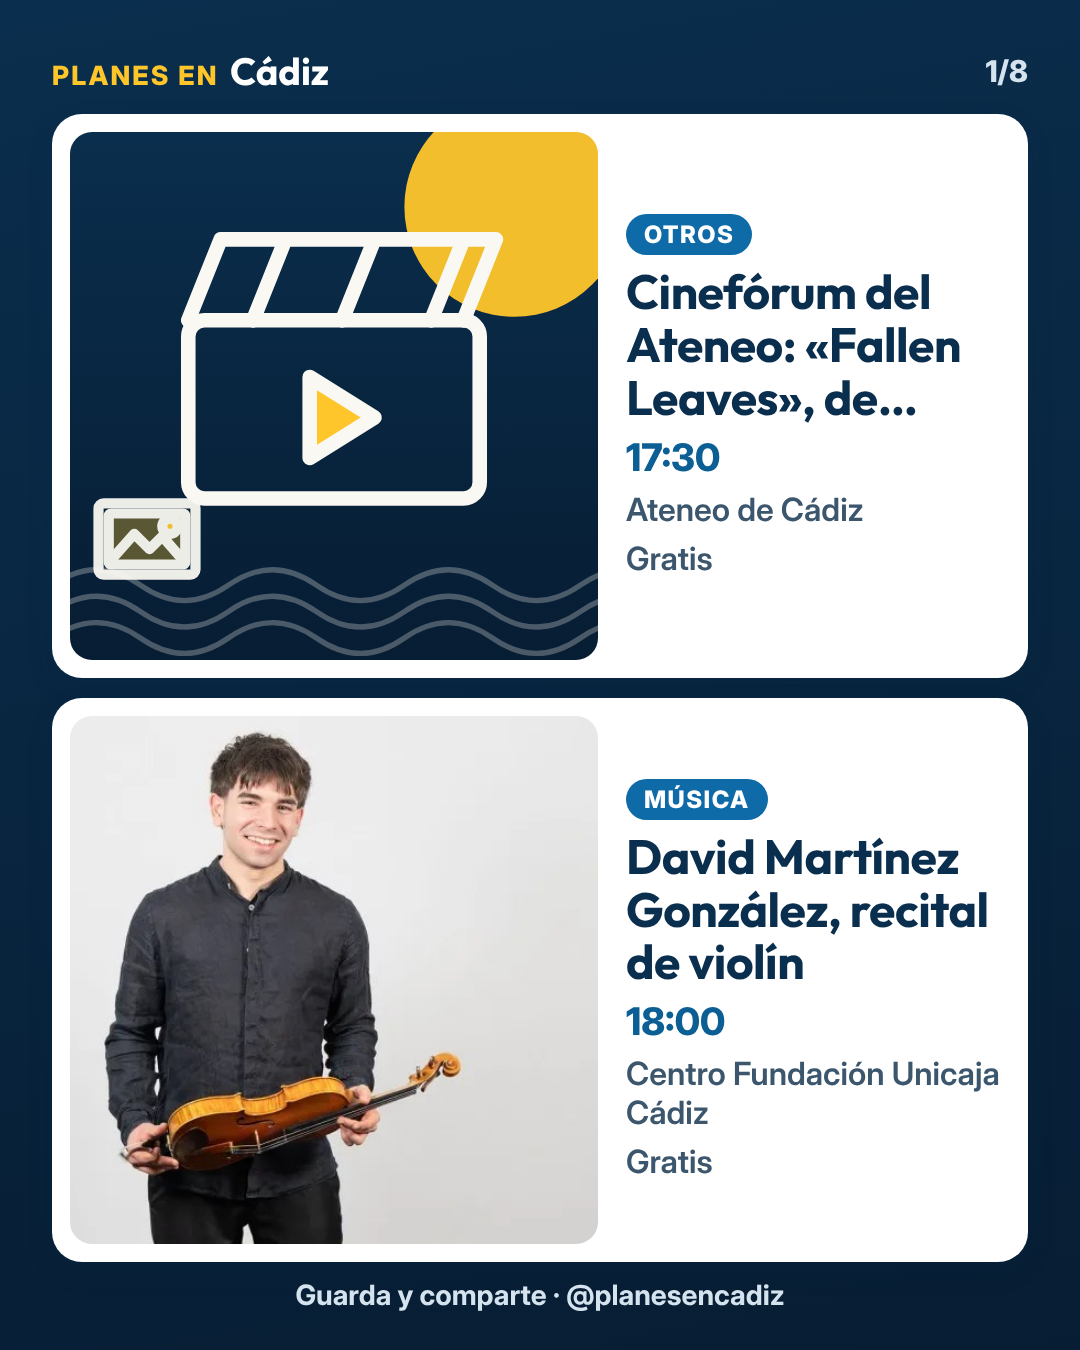 PLANES EN Cádiz
1/8
OTROS
Cinefórum del
Ateneo: «Fallen
Leaves», de...
17:30
Ateneo de Cádiz
Gratis
MÚSICA
David Martínez
González, recital
de violín
18:00
Centro Fundación Unicaja
Cádiz
Gratis
Guarda y comparte · @planesencadiz